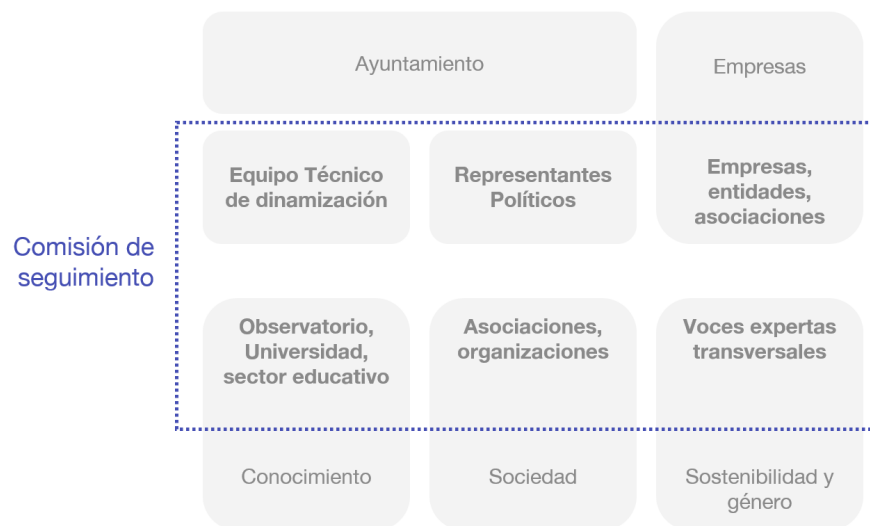 Ayuntamiento
Empresas
Equipo Técnico
de dinamización
Representantes
Políticos
Empresas,
entidades,
asociaciones
Comisión de
seguimiento
Observatorio,
Universidad,
sector educativo
Asociaciones,
organizaciones
Voces expertas
transversales
Conocimiento
Sociedad
Sostenibilidad y
género